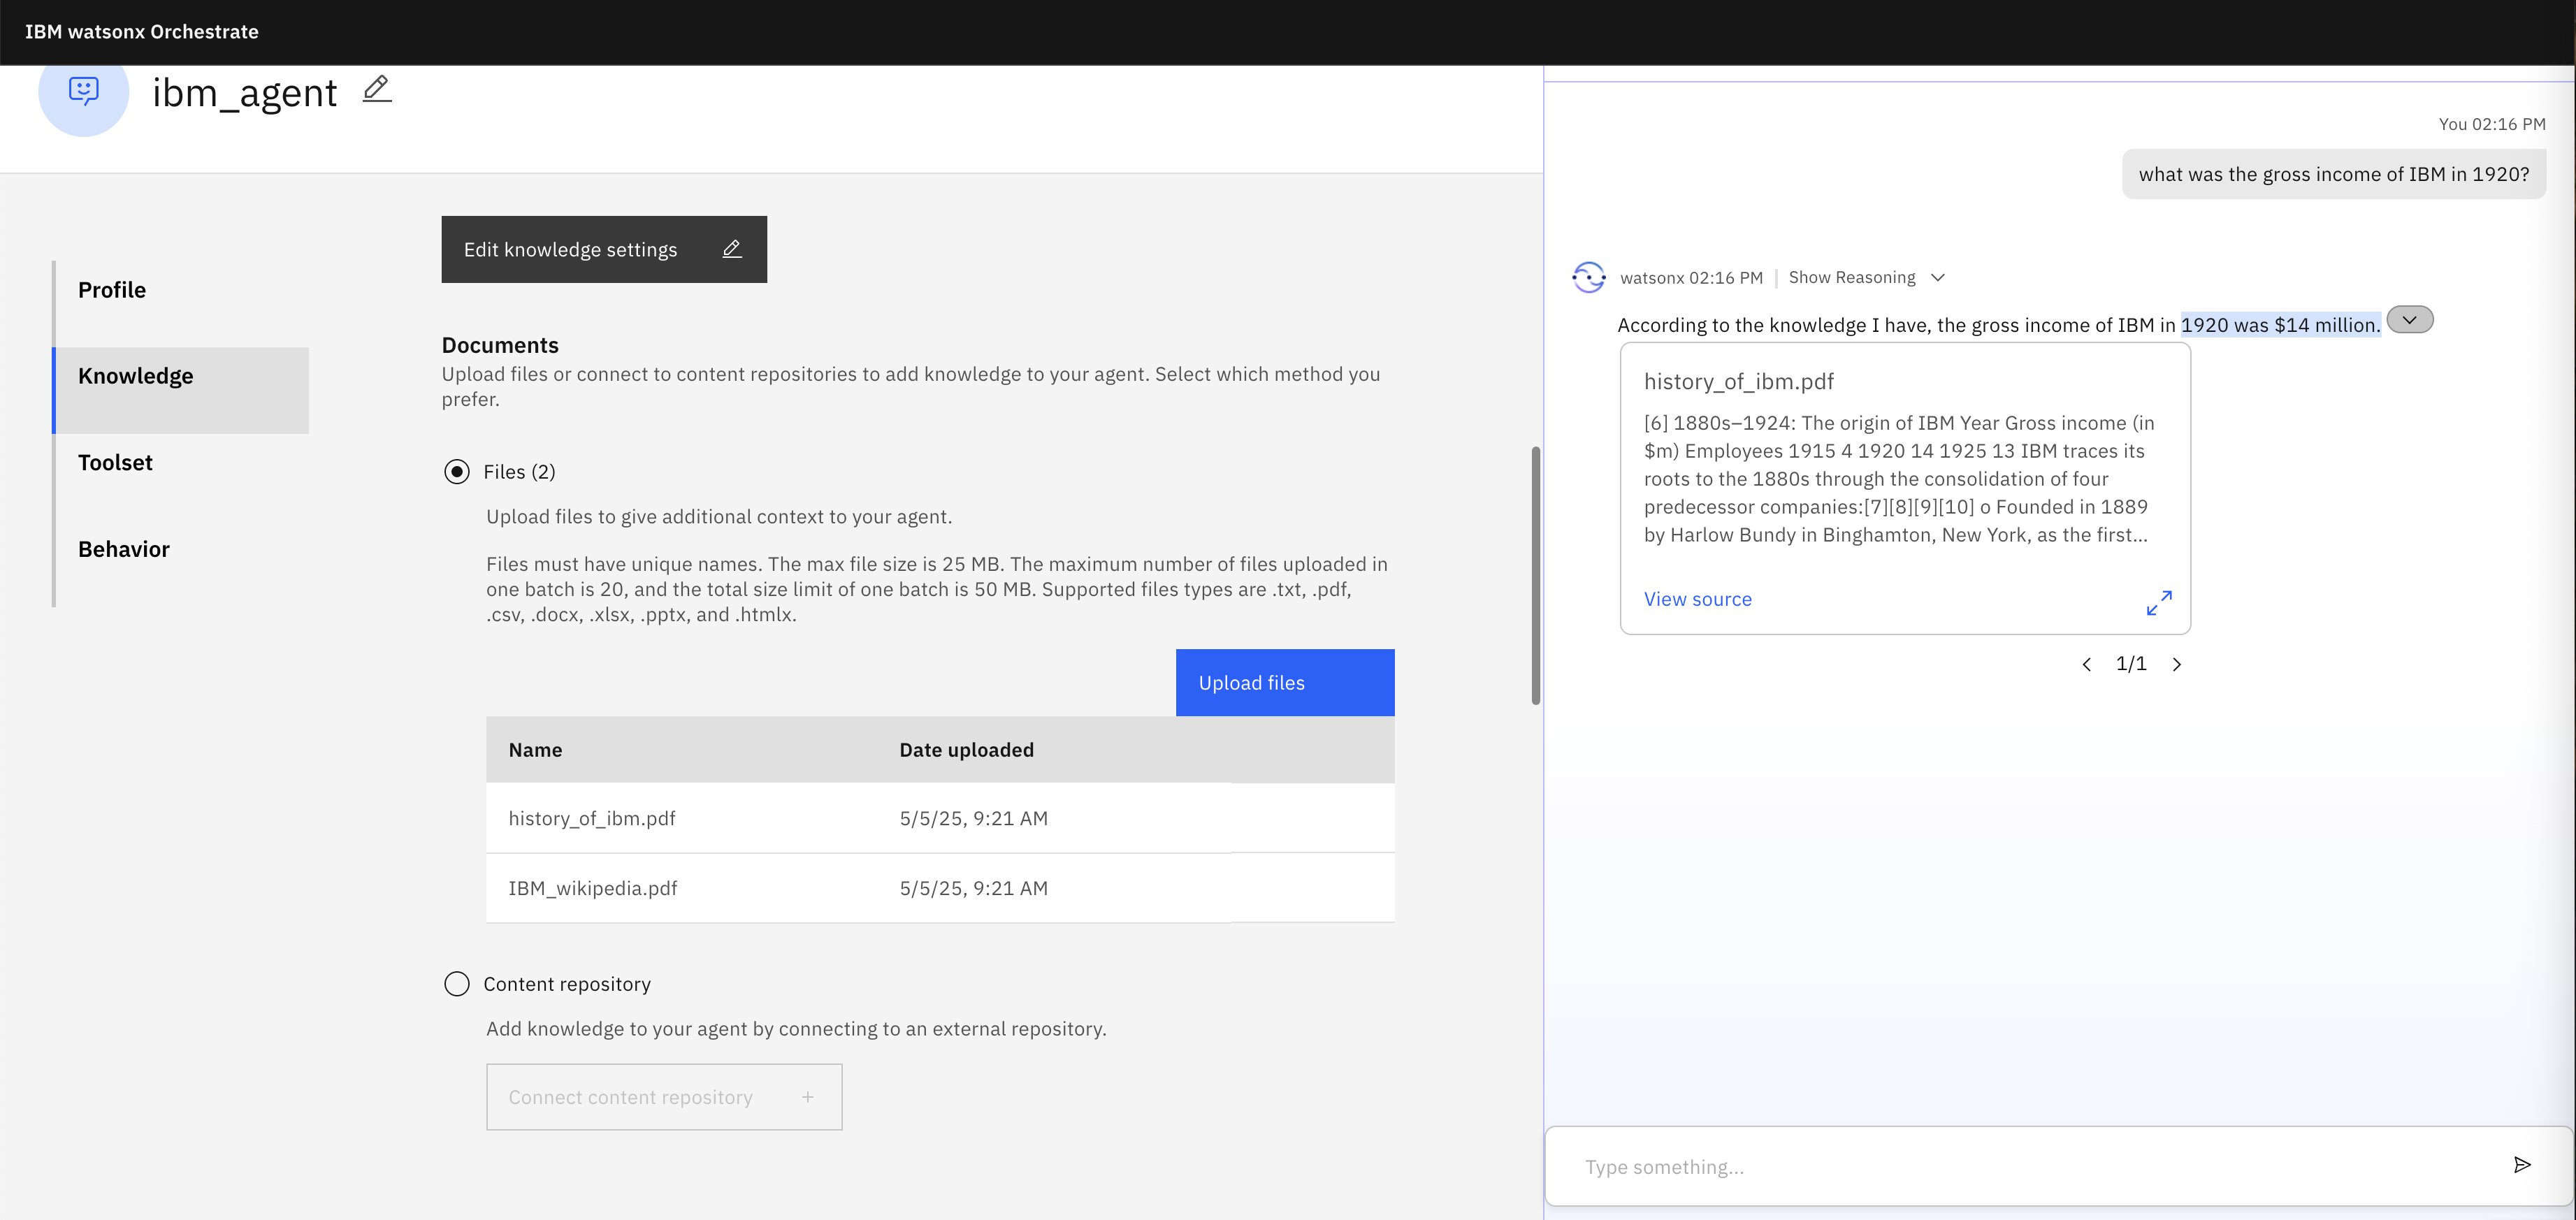 IBM watsonx Orchestrate
ibm_agent
Profile
Knowledge
Toolset
Behavior
Edit knowledge settings
Documents
Upload files or connect to content repositories to add knowledge to your agent. Select which method you
prefer.
Files (2)
Upload files to give additional context to your agent.
Files must have unique names. The max file size is 25 MB. The maximum number of files uploaded in
one batch is 20, and the total size limit of one batch is 50 MB. Supported files types are .txt, .pdf,
.csv, .docx, .xlsx, .pptx, and .htmlx.
Upload files
Name Date uploaded
history_of_ibm.pdf 5/5/25, 9:21 AM
IBM_wikipedia.pdf 5/5/25, 9:21 AM
Content repository
Add knowledge to your agent by connecting to an external repository.
Connect content repository +
You 02:16 PM
what was the gross income of IBM in 1920?
watsonx 02:16 PM | Show Reasoning
According to the knowledge I have, the gross income of IBM in 1920 was $14 million.
history_of_ibm.pdf
[6] 1880s–1924: The origin of IBM Year Gross income (in
$m) Employees 1915 4 1920 14 1925 13 IBM traces its
roots to the 1880s through the consolidation of four
predecessor companies:[7][8][9][10] o Founded in 1889
by Harlow Bundy in Binghamton, New York, as the first...
View source
1/1
Type something...